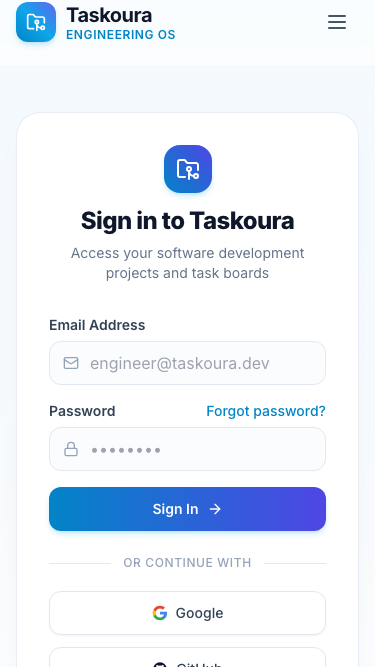 Taskoura
ENGINEERING OS
Sign in to Taskoura
Access your software development
projects and task boards
Email Address
engineer@taskoura.dev
Password
Forgot password?
••••••••
Sign In
OR CONTINUE WITH
Google
GitHub